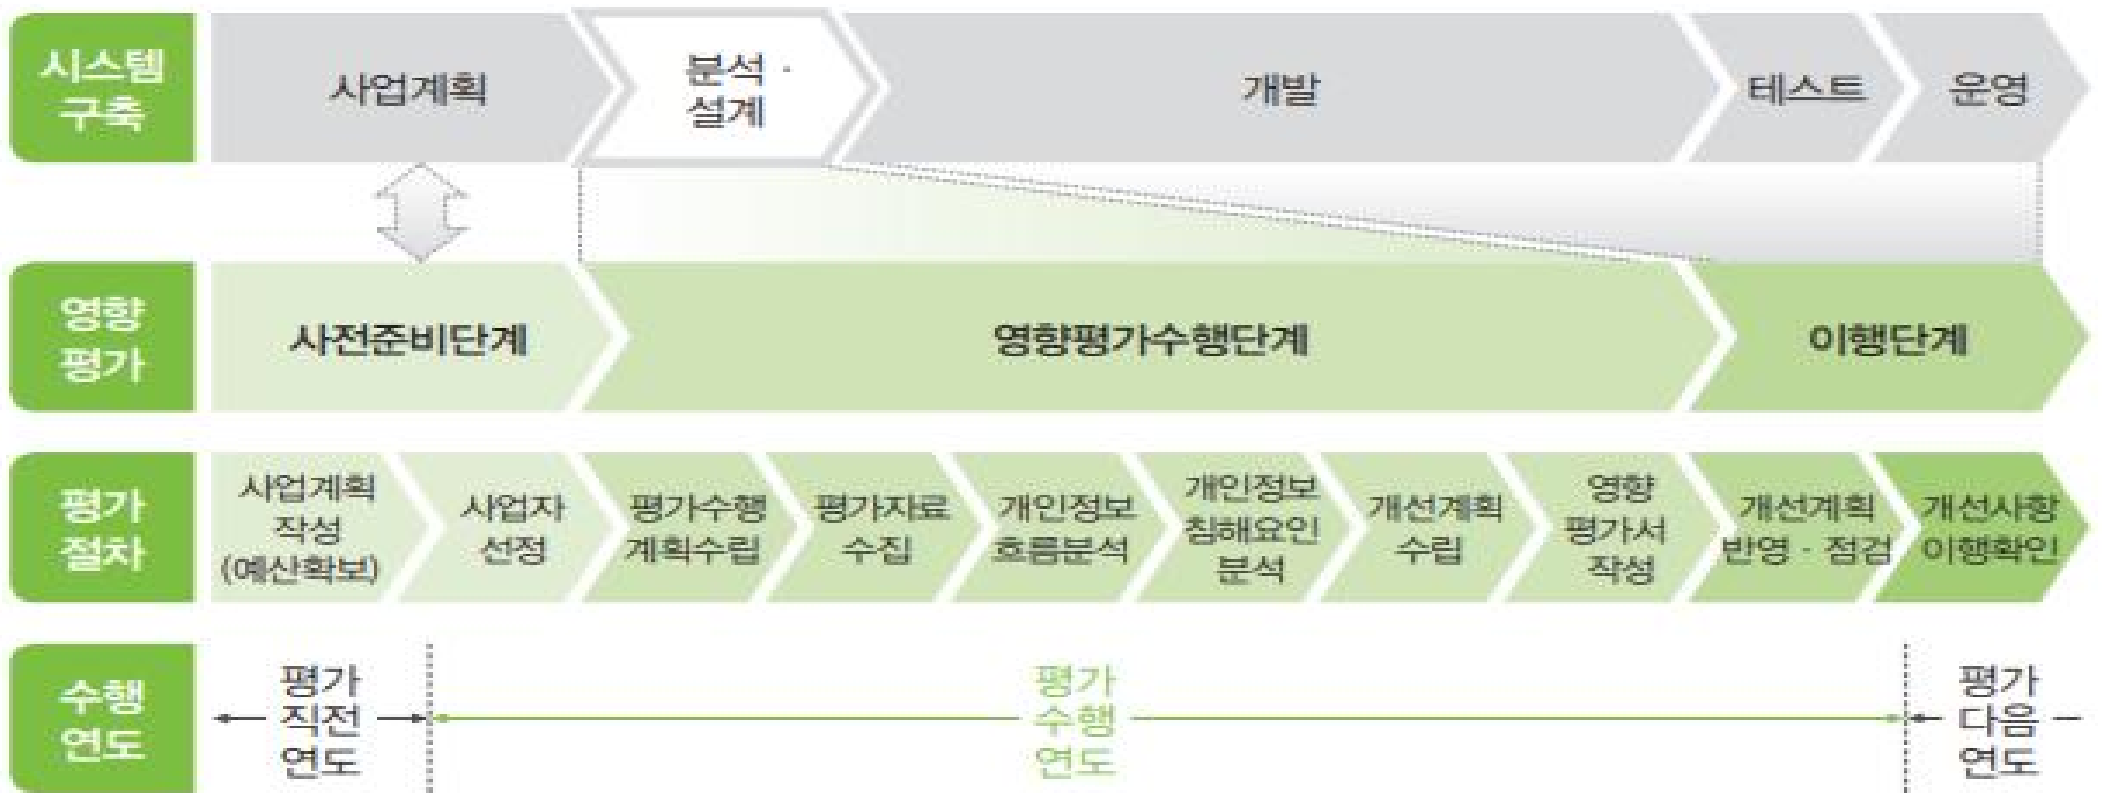 시스템
구축
사업계획
분석 ·
설계
개발
테스트
운영
영향
평가
사전준비단계
영향평가수행단계
이행단계
평가
절차
사업계획
작성
(예산확보)
사업자
선정
평가수행
계획수립
평가자료
수집
개인정보
흐름분석
개인정보
침해요인
분석
개선계획
수립
영향
평가서
작성
개선계획
반영 · 점검
개선사항
이행확인
수행
연도
평가
직전
연도
평가
수행
연도
평가
다음
연도